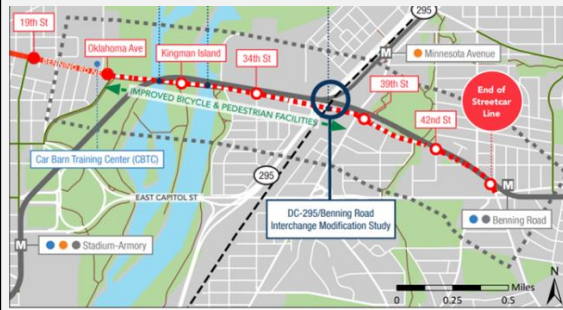 295
19th St
Oklahoma Ave
Kingman Island
34th St
M
Minnesota Avenue
39th St
End of
Streetcar
Line
BENNING RD NE
IMPROVED BICYCLE & PEDESTRIAN FACILITIES
42nd St
Car Barn Training Center (CBTC)
295
EAST CAPITOL ST
DC-295/Benning Road
Interchange Modification Study
M
Benning Road
M
Stadium-Armory
N
Miles
0
0.25
0.5